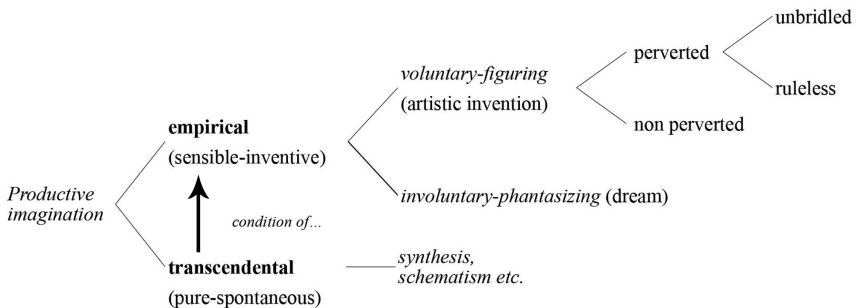 unbridled
perverted
voluntary-figuring
(artistic invention)
ruleless
non perverted
empirical
(sensible-inventive)
Productive
imagination
involuntary-phantasizing (dream)
condition of...
transcendental
(pure-spontaneous)
synthesis,
schematism etc.